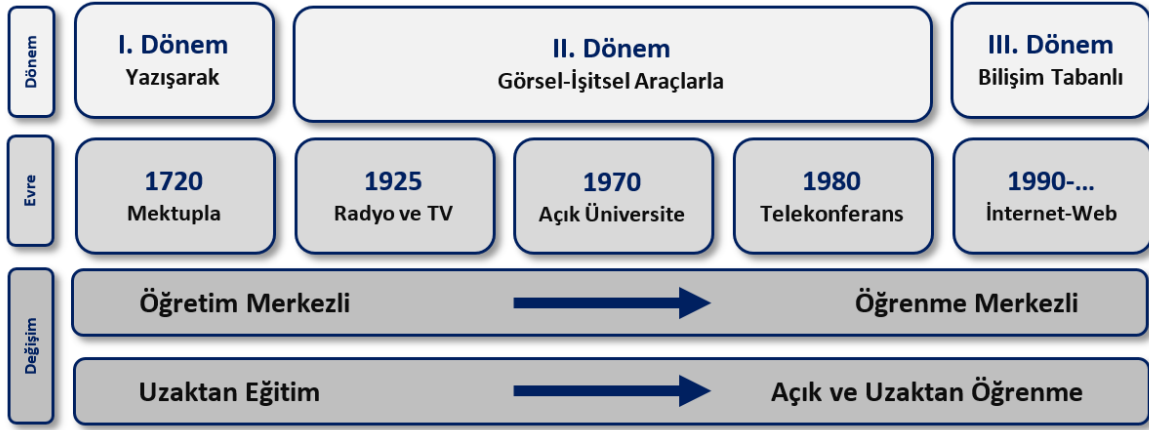 Dönem
I. Dönem
Yazışarak
II. Dönem
Görsel-İşitsel Araçlarla
III. Dönem
Bilişim Tabanlı
Evre
1720
Mektupla
1925
Radyo ve TV
1970
Açık Üniversite
1980
Telekonferans
1990-...
İnternet-Web
Değişim
Öğretim Merkezli
Öğrenme Merkezli
Uzaktan Eğitim
Açık ve Uzaktan Öğrenme